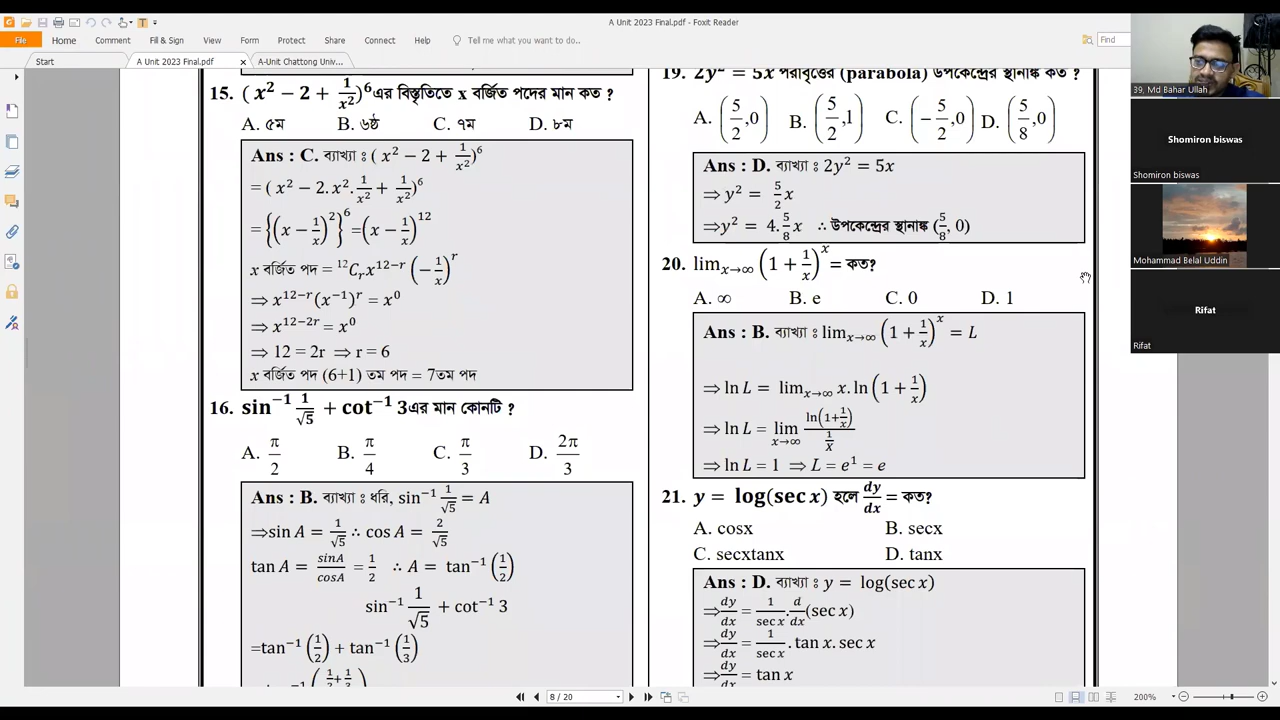 A Unit 2023 Final.pdf - Foxit Reader
File Home Comment Fill & Sign View Form Protect Share Connect Help Tell me what you want to do... Find
Start A Unit 2023 Final.pdf × A-Unit Chattong Univ...
15. (x² − 2 + 1/x²)⁶এর বিস্তৃতিতে x বর্জিত পদের মান কত ?
A. ৫ম B. ৬ষ্ঠ C. ৭ম D. ৮ম
Ans : C. ব্যাখ্যা ঃ (x² − 2 + 1/x²)⁶
= (x² − 2. x². 1/x² + 1/x²)⁶
= {(x − 1/x)²}⁶ =(x − 1/x)¹²
x বর্জিত পদ = ¹²Cᵣx¹²⁻ʳ (−1/x)ʳ
⇒ x¹²⁻ʳ(x⁻¹)ʳ = x⁰
⇒ x¹²⁻²ʳ = x⁰
⇒ 12 = 2r ⇒ r = 6
x বর্জিত পদ (6+1) তম পদ = 7তম পদ
16. sin⁻¹ 1/√5 + cot⁻¹ 3এর মান কোনটি ?
A. π/2 B. π/4 C. π/3 D. 2π/3
Ans : B. ব্যাখ্যা ঃ ধরি, sin⁻¹ 1/√5 = A
⇒sin A = 1/√5 ∴ cos A = 2/√5
tan A = sinA/cosA = 1/2 ∴ A = tan⁻¹ (1/2)
sin⁻¹ 1/√5 + cot⁻¹ 3
=tan⁻¹ (1/2) + tan⁻¹ (1/3)
19. 2y² = 5x পরাবৃত্তের (parabola) উপকেন্দ্রের স্থানাঙ্ক কত ?
A. (5/2, 0) B. (5/2, 1) C. (−5/2, 0) D. (5/8, 0)
Ans : D. ব্যাখ্যা ঃ 2y² = 5x
⇒ y² = 5/2 x
⇒y² = 4. 5/8 x ∴ উপকেন্দ্রের স্থানাঙ্ক (5/8, 0)
20. lim x→∞ (1 + 1/x)ˣ = কত?
A. ∞ B. e C. 0 D. 1
Ans : B. ব্যাখ্যা ঃ lim x→∞ (1 + 1/x)ˣ = L
⇒ ln L = lim x→∞ x. ln (1 + 1/x)
⇒ ln L = lim x→∞ ln(1+1/x) / (1/x)
⇒ ln L = 1 ⇒ L = e¹ = e
21. y = log(sec x) হলে dy/dx = কত?
A. cosx B. secx
C. secxtanx D. tanx
Ans : D. ব্যাখ্যা ঃ y = log(sec x)
⇒dy/dx = 1/sec x . d/dx (sec x)
⇒dy/dx = 1/sec x . tan x. sec x
⇒dy/dx = tan x
39, Md Bahar Ullah
Shomiron biswas
Shomiron biswas
Mohammad Belal Uddin
Rifat
Rifat
8 / 20
200%